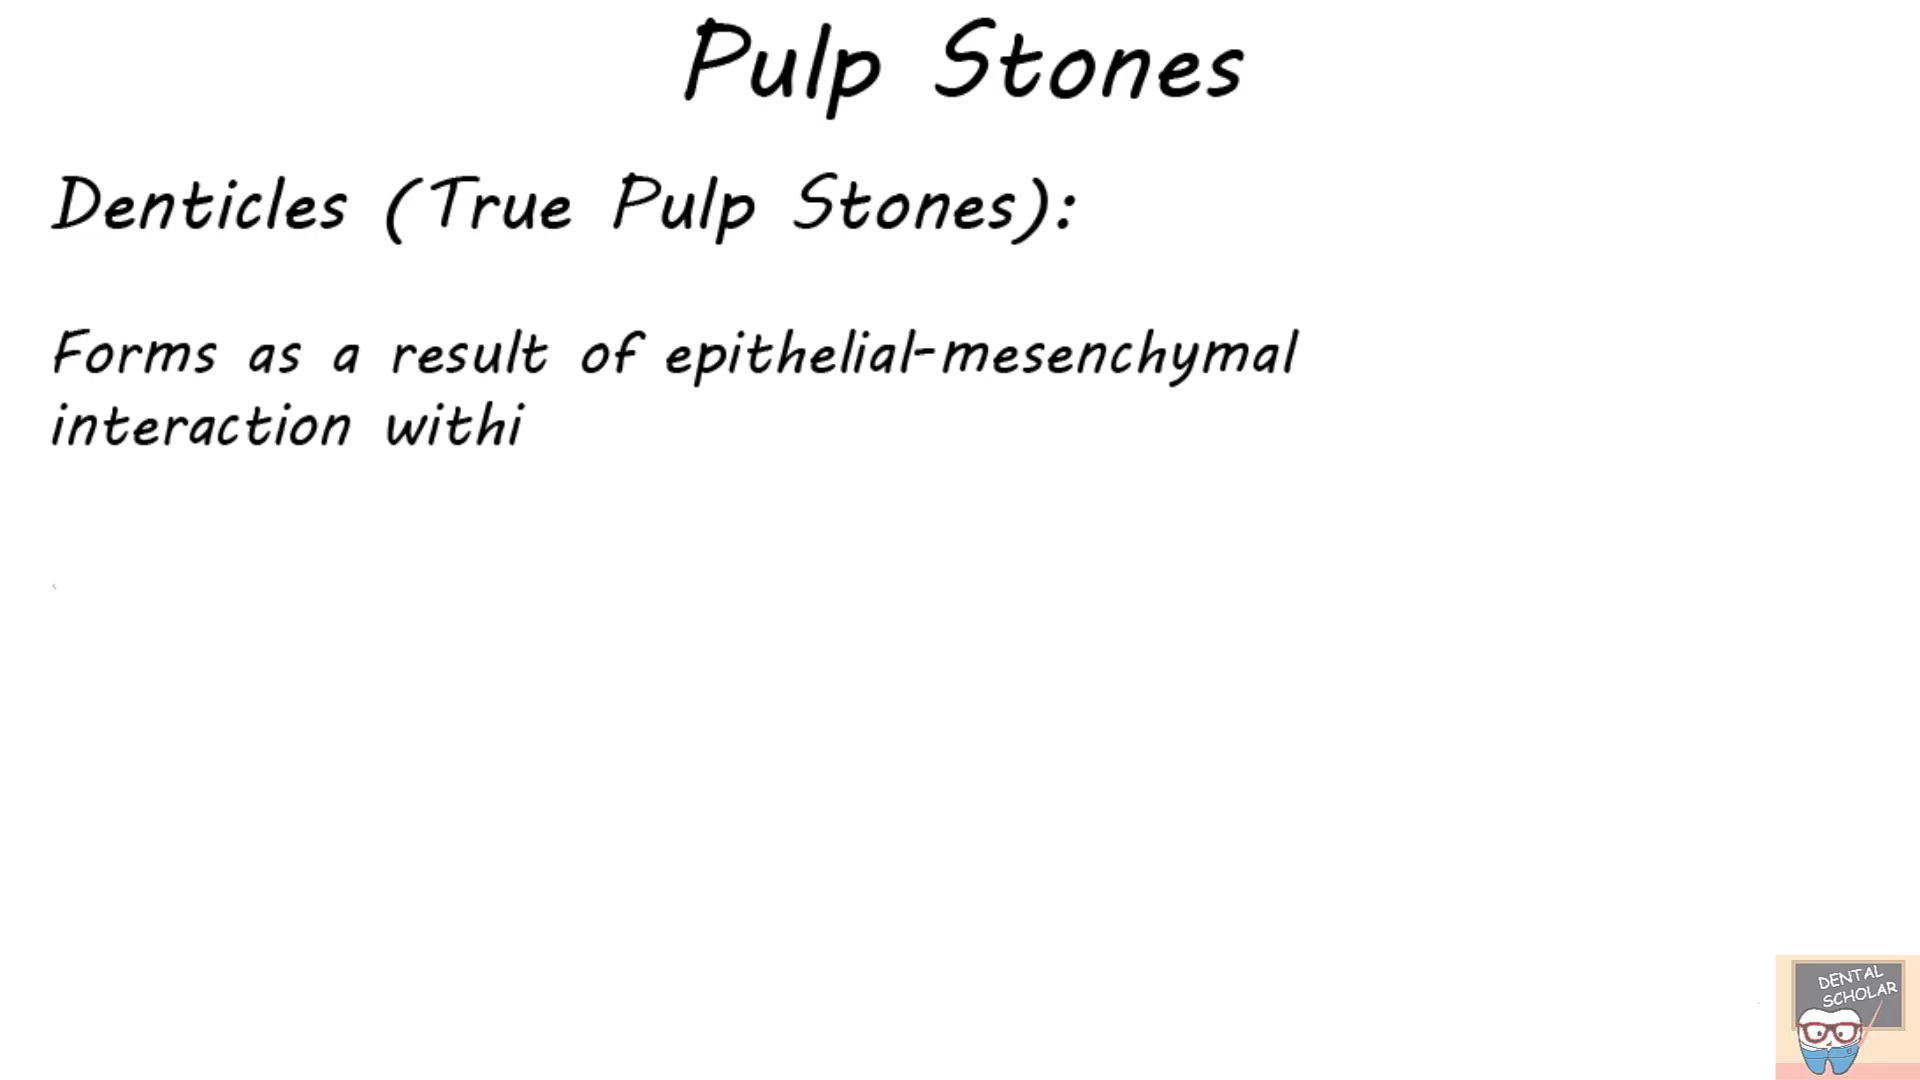 Pulp Stones
Denticles (True Pulp Stones):
Forms as a result of epithelial-mesenchymal
interaction withi
DENTAL
SCHOLAR